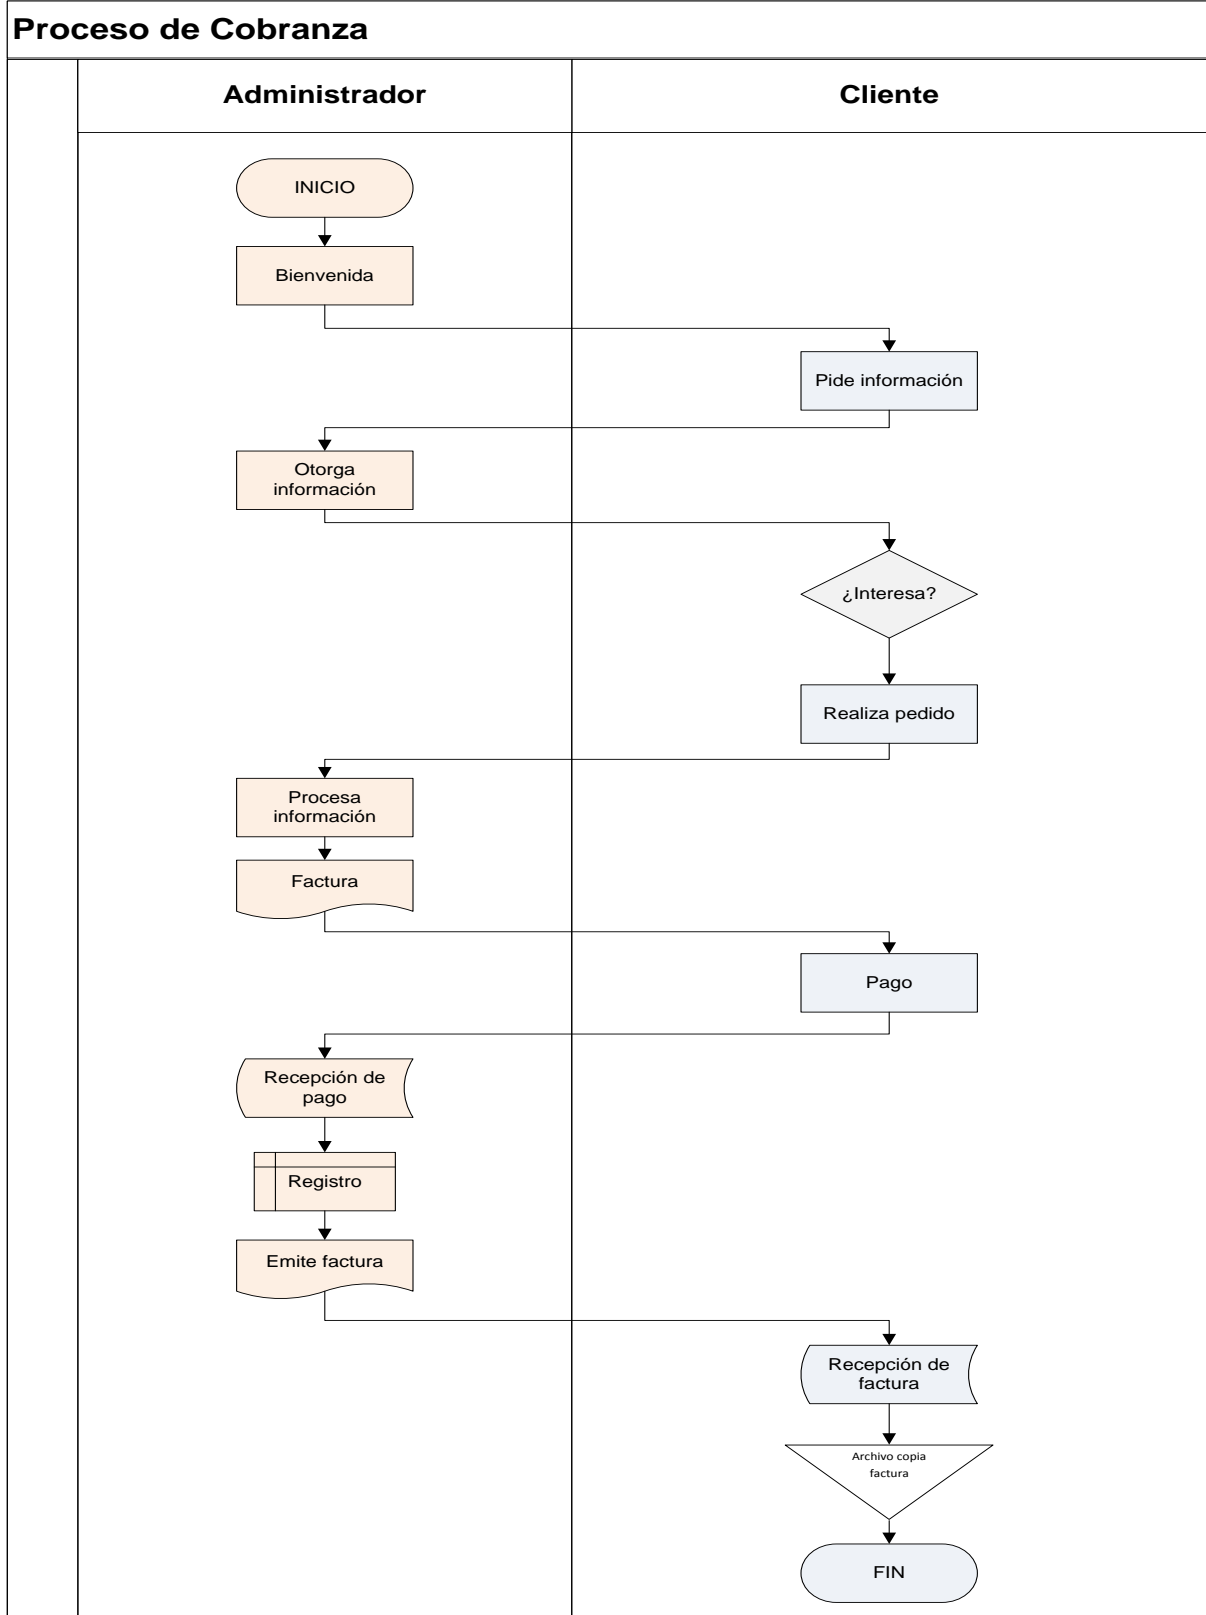 Proceso de Cobranza
Administrador
Cliente
INICIO
Bienvenida
Pide información
Otorga
información
¿Interesa?
Realiza pedido
Procesa
información
Factura
Pago
Recepción de
pago
Registro
Emite factura
Recepción de
factura
Archivo copia
factura
FIN